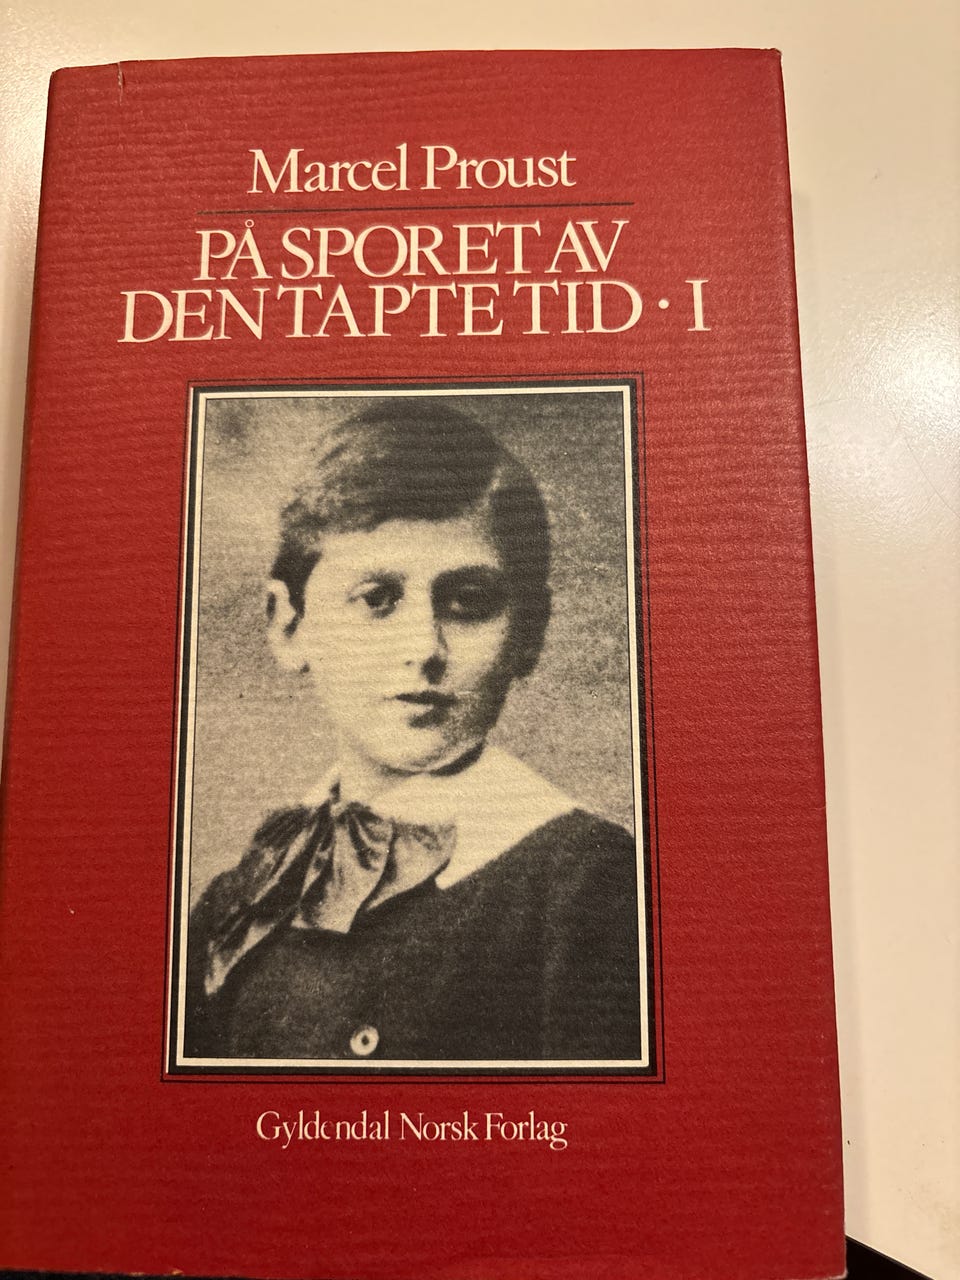 Marcel Proust
PÅ SPORET AV
DEN TAPTE TID · I
Gyldendal Norsk Forlag